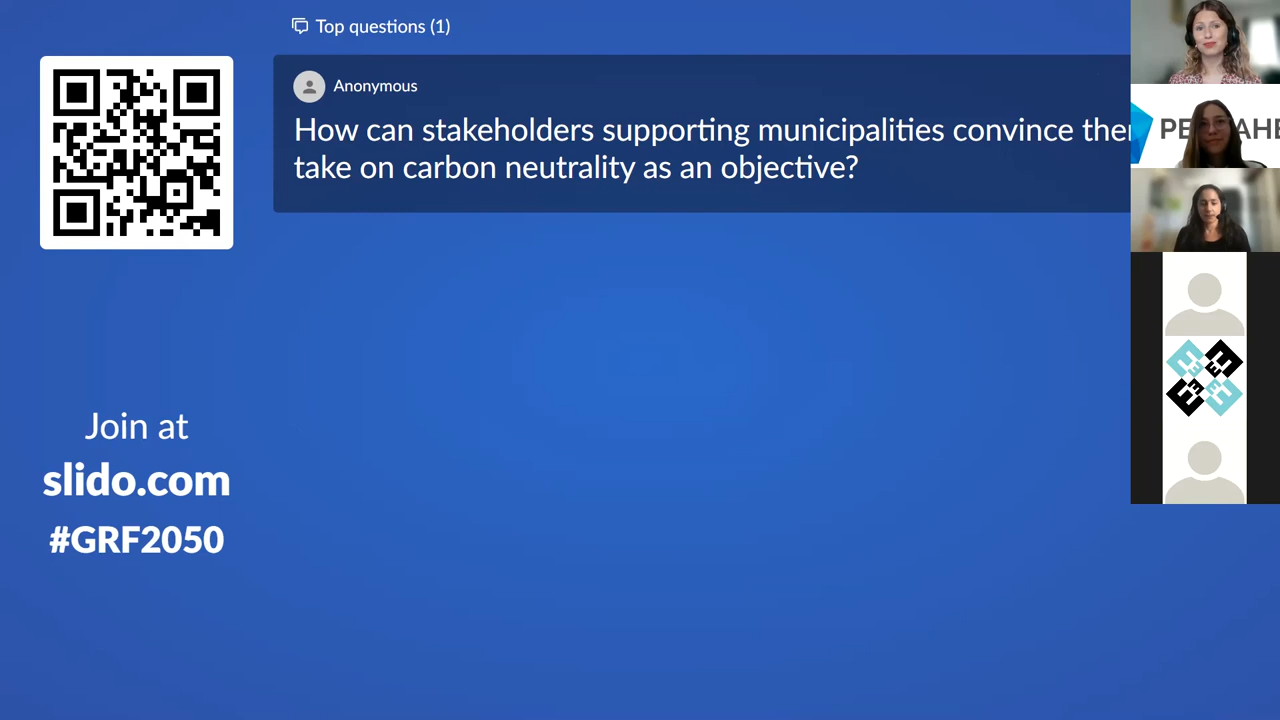 Top questions (1)
Anonymous
How can stakeholders supporting municipalities convince
take on carbon neutrality as an objective?
Join at
slido.com
#GRF2050